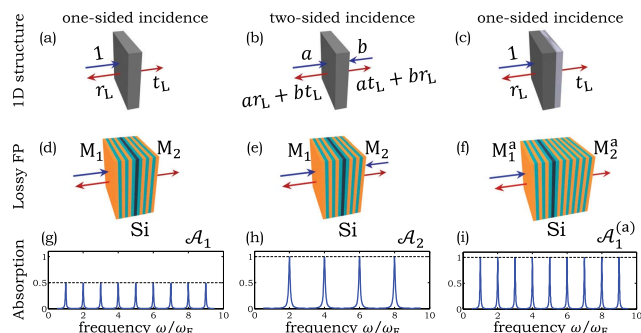 one-sided incidence
two-sided incidence
one-sided incidence
1D structure
(a)
1
r_L
t_L
(b)
a
b
ar_L + bt_L
at_L + br_L
(c)
1
r_L
t_L
Lossy FP
(d)
M_1
M_2
Si
(e)
M_1
M_2
Si
(f)
M_1^a
M_2^a
Si
Absorption
(g)
𝒜_1
1
0.5
0
0 2 4 6 8 10
frequency ω/ω_F
(h)
𝒜_2
1
0.5
0
0 2 4 6 8 10
frequency ω/ω_F
(i)
𝒜_1^(a)
1
0.5
0
0 2 4 6 8 10
frequency ω/ω_F